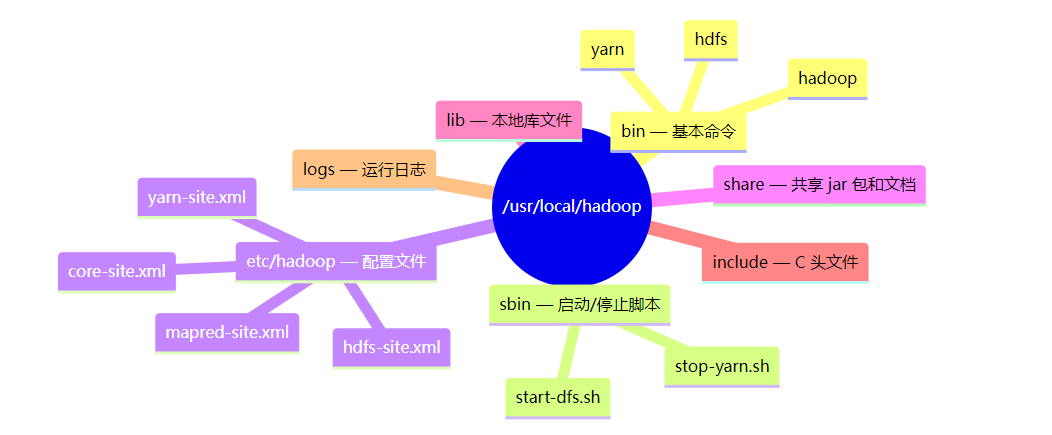 yarn
hdfs
hadoop
lib — 本地库文件
bin — 基本命令
logs — 运行日志
share — 共享 jar 包和文档
yarn-site.xml
/usr/local/hadoop
etc/hadoop — 配置文件
include — C 头文件
core-site.xml
sbin — 启动/停止脚本
mapred-site.xml
hdfs-site.xml
stop-yarn.sh
start-dfs.sh